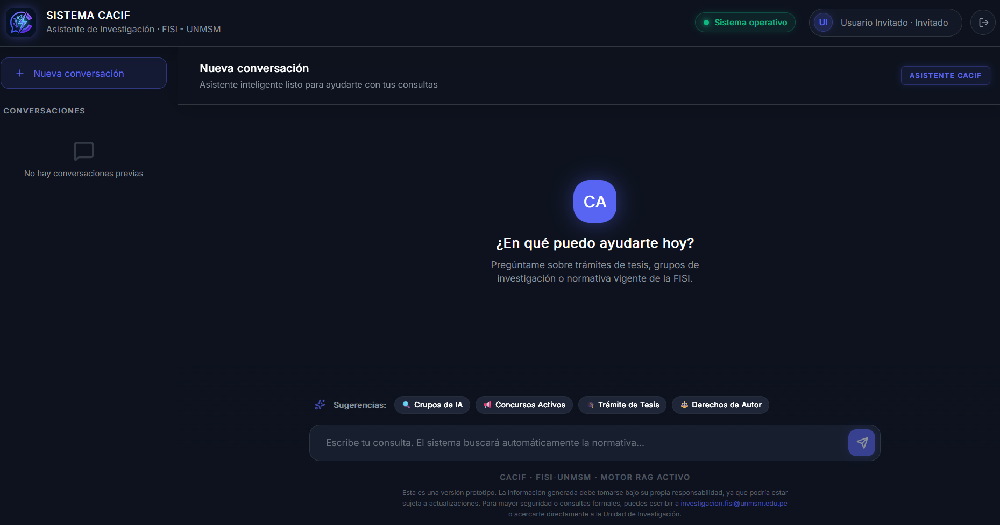 SISTEMA CACIF
Asistente de Investigación · FISI - UNMSM
Sistema operativo
UI
Usuario Invitado · Invitado
Nueva conversación
CONVERSACIONES
No hay conversaciones previas
Nueva conversación
Asistente inteligente listo para ayudarte con tus consultas
ASISTENTE CACIF
CA
¿En qué puedo ayudarte hoy?
Pregúntame sobre trámites de tesis, grupos de
investigación o normativa vigente de la FISI.
Sugerencias:
Grupos de IA
Concursos Activos
Trámite de Tesis
Derechos de Autor
Escribe tu consulta. El sistema buscará automáticamente la normativa...
CACIF · FISI-UNMSM · MOTOR RAG ACTIVO
Esta es una versión prototipo. La información generada debe tomarse bajo su propia responsabilidad, ya que podría estar
sujeta a actualizaciones. Para mayor seguridad o consultas formales, puedes escribir a investigacion.fisi@unmsm.edu.pe
o acercarte directamente a la Unidad de Investigación.